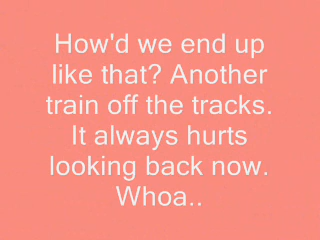 How'd we end up
like that? Another
train off the tracks.
It always hurts
looking back now.
Whoa..